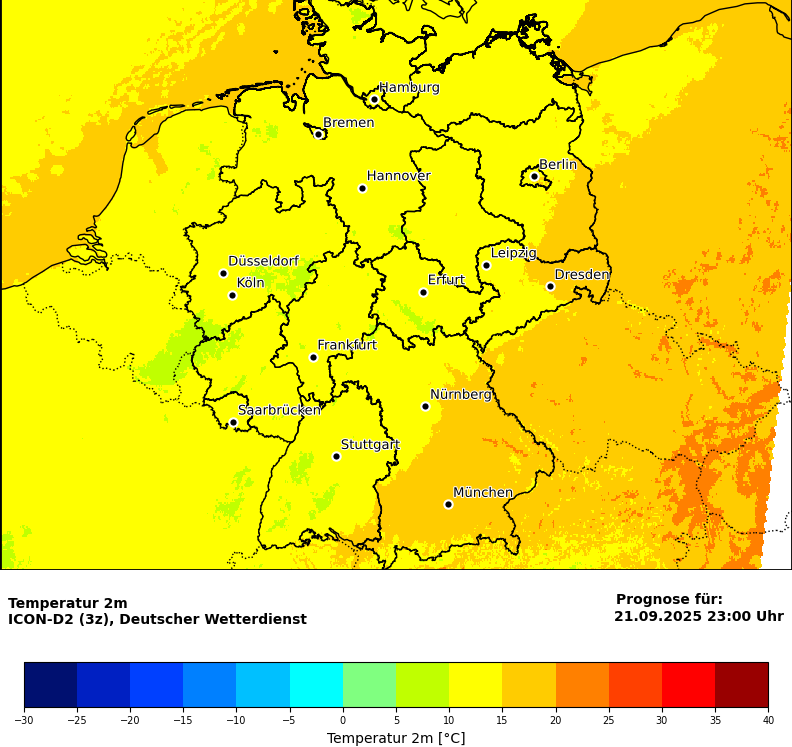 Hamburg
Bremen
Berlin
Hannover
Leipzig
Düsseldorf
Dresden
Köln
Erfurt
Frankfurt
Nürnberg
Saarbrücken
Stuttgart
München
Temperatur 2m
ICON-D2 (3z), Deutscher Wetterdienst
Prognose für:
21.09.2025 23:00 Uhr
−30 −25 −20 −15 −10 −5 0 5 10 15 20 25 30 35 40
Temperatur 2m [°C]